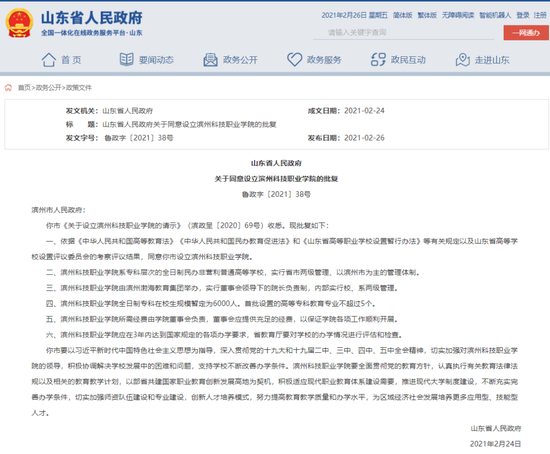 山东省人民政府
全国一体化在线政务服务平台·山东
2021年2月26日 星期五 简体版 繁体版 无障碍阅读 智能机器人 登录 注册
请输入关键字查询
一网通办
首 页 要闻动态 政务公开 政务服务 政民互动 走进山东
首页>政务公开>政策文件
发文机关: 山东省人民政府 成文日期: 2021-02-24
标 题: 山东省人民政府关于同意设立滨州科技职业学院的批复
发文字号: 鲁政字〔2021〕38号 发布日期: 2021-02-26
山东省人民政府
关于同意设立滨州科技职业学院的批复
鲁政字〔2021〕38号
滨州市人民政府:
你市《关于设立滨州科技职业学院的请示》(滨政呈〔2020〕69号)收悉。现批复如下:
一、依据《中华人民共和国高等教育法》《中华人民共和国民办教育促进法》和《山东省高等职业学校设置暂行办法》等有关规定以及山东省高等学
校设置评议委员会的考察评议结果,同意你市设立滨州科技职业学院。
二、滨州科技职业学院系专科层次的全日制民办非营利普通高等学校,实行省市两级管理、以滨州市为主的管理体制。
三、滨州科技职业学院由滨州渤海教育集团举办,实行董事会领导下的院长负责制,内部实行校、系两级管理。
四、滨州科技职业学院全日制专科在校生规模暂定为6000人。首批设置的高等专科教育专业不超过5个。
五、滨州科技职业学院所需经费由学院董事会负责,董事会应提供充足的经费,以保证学院各项工作顺利开展。
六、滨州科技职业学院应在3年内达到国家规定的各项办学要求,省教育厅要对学校的办学情况进行评估和检查。
你市要以习近平新时代中国特色社会主义思想为指导,深入贯彻党的十九大和十九届二中、三中、四中、五中全会精神,切实加强对滨州科技职业学
院的领导,积极协调解决学校发展中的困难和问题,支持学校不断改善办学条件。滨州科技职业学院要全面贯彻党的教育方针,认真执行有关教育法律法
规以及相关的教育教学计划,以部省共建国家职业教育创新发展高地为契机,积极适应现代职业教育体系建设需要,推进现代大学制度建设,不断充实完
善办学条件,切实加强师资队伍建设和专业建设,创新人才培养模式,努力提高教育教学质量和办学水平,为区域经济社会发展培养更多应用型、技能型
人才。
山东省人民政府
2021年2月24日